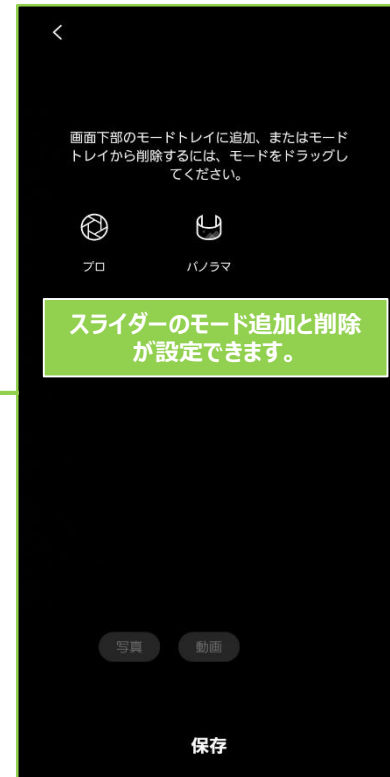 画面下部のモードトレイに追加、またはモード
トレイから削除するには、モードをドラッグし
てください。
プロ
パノラマ
スライダーのモード追加と削除
が設定できます。
写真
動画
保存